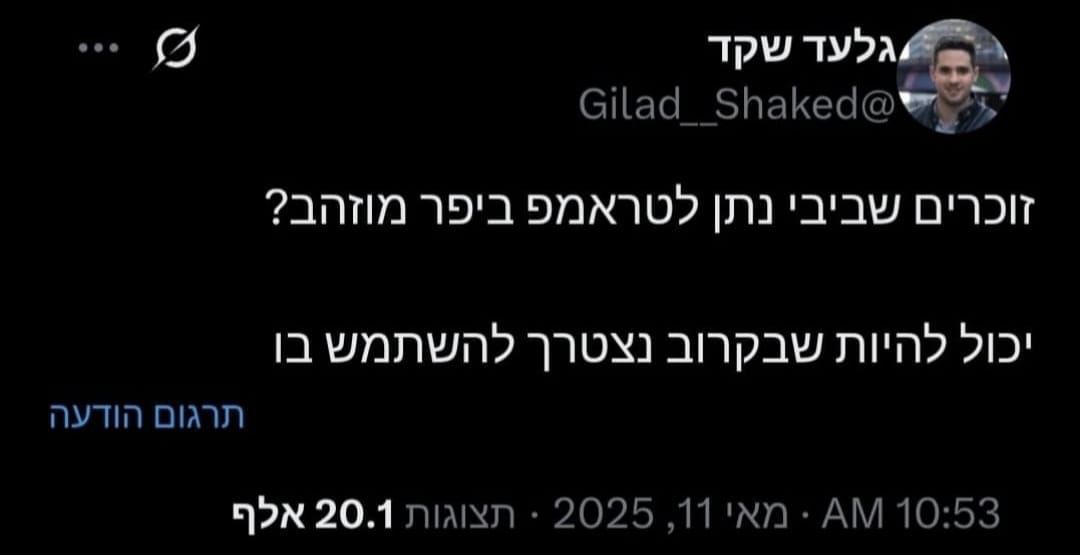 גלעד שקד
@Gilad__Shaked
זוכרים שביבי נתן לטראמפ ביפר מוזהב?
יכול להיות שבקרוב נצטרך להשתמש בו
תרגום הודעה
10:53 AM · מאי 11, 2025 · תצוגות 20.1 אלף